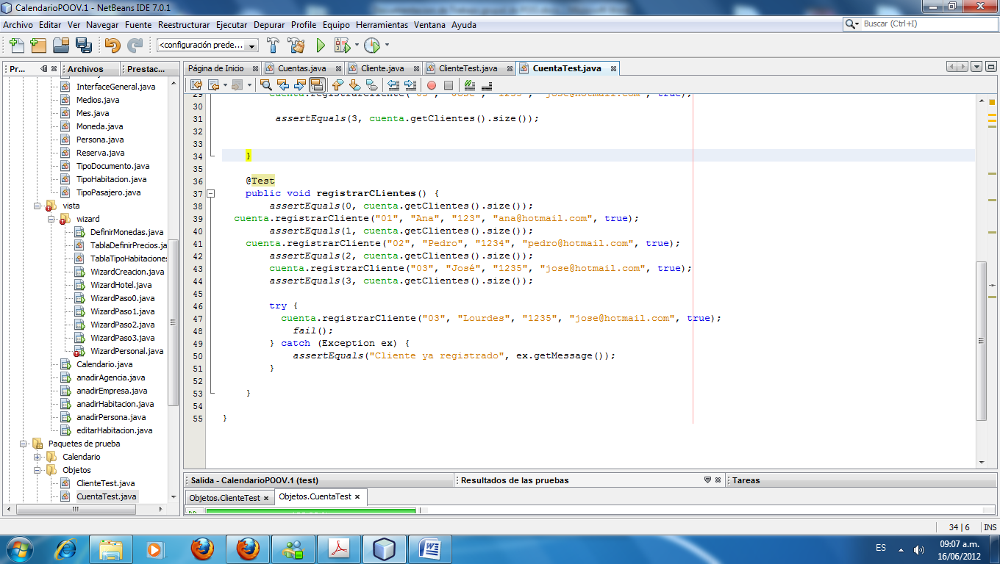 CalendarioPOOV.1 - NetBeans IDE 7.0.1
Archivo Editar Ver Navegar Fuente Reestructurar Ejecutar Depurar Profile Equipo Herramientas Ventana Ayuda
Buscar (Ctrl+I)
<configuración prede...
Pr... Archivos Prestac...
InterfaceGeneral.java
Medios.java
Mes.java
Moneda.java
Persona.java
Reserva.java
TipoDocumento.java
TipoHabitacion.java
TipoPasajero.java
vista
wizard
DefinirMonedas.java
TablaDefinirPrecios.ja
TablaTipoHabitacione
WizardCreacion.java
WizardHotel.java
WizardPaso0.java
WizardPaso1.java
WizardPaso2.java
WizardPaso3.java
WizardPersonal.java
Calendario.java
anadirAgencia.java
anadirEmpresa.java
anadirHabitacion.java
anadirPersona.java
editarHabitacion.java
Paquetes de prueba
Calendario
Objetos
ClienteTest.java
CuentaTest.java
Página de Inicio Cuentas.java Cliente.java ClienteTest.java CuentaTest.java
29 cuenta.registrarCliente("03", "José", "1235", "jose@hotmail.com", true);
30
31 assertEquals(3, cuenta.getClientes().size());
32
33
34 }
35
36 @Test
37 public void registrarCLientes() {
38 assertEquals(0, cuenta.getClientes().size());
39 cuenta.registrarCliente("01", "Ana", "123", "ana@hotmail.com", true);
40 assertEquals(1, cuenta.getClientes().size());
41 cuenta.registrarCliente("02", "Pedro", "1234", "pedro@hotmail.com", true);
42 assertEquals(2, cuenta.getClientes().size());
43 cuenta.registrarCliente("03", "José", "1235", "jose@hotmail.com", true);
44 assertEquals(3, cuenta.getClientes().size());
45
46 try {
47 cuenta.registrarCliente("03", "Lourdes", "1235", "jose@hotmail.com", true);
48 fail();
49 } catch (Exception ex) {
50 assertEquals("Cliente ya registrado", ex.getMessage());
51 }
52
53 }
54
55 }
Salida - CalendarioPOOV.1 (test) Resultados de las pruebas Tareas
Objetos.ClienteTest Objetos.CuentaTest
34 | 6 INS
ES 09:07 a.m.
16/06/2012